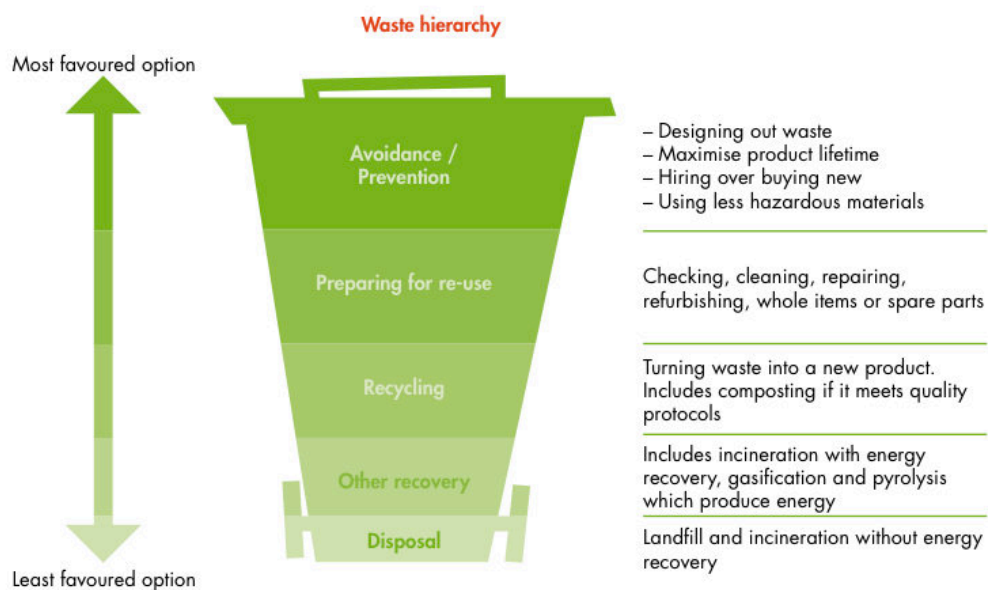 Waste hierarchy
Most favoured option
Avoidance /
Prevention
– Designing out waste
– Maximise product lifetime
– Hiring over buying new
– Using less hazardous materials
Preparing for re-use
Checking, cleaning, repairing,
refurbishing, whole items or spare parts
Recycling
Turning waste into a new product.
Includes composting if it meets quality
protocols
Other recovery
Includes incineration with energy
recovery, gasification and pyrolysis
which produce energy
Disposal
Landfill and incineration without energy
recovery
Least favoured option